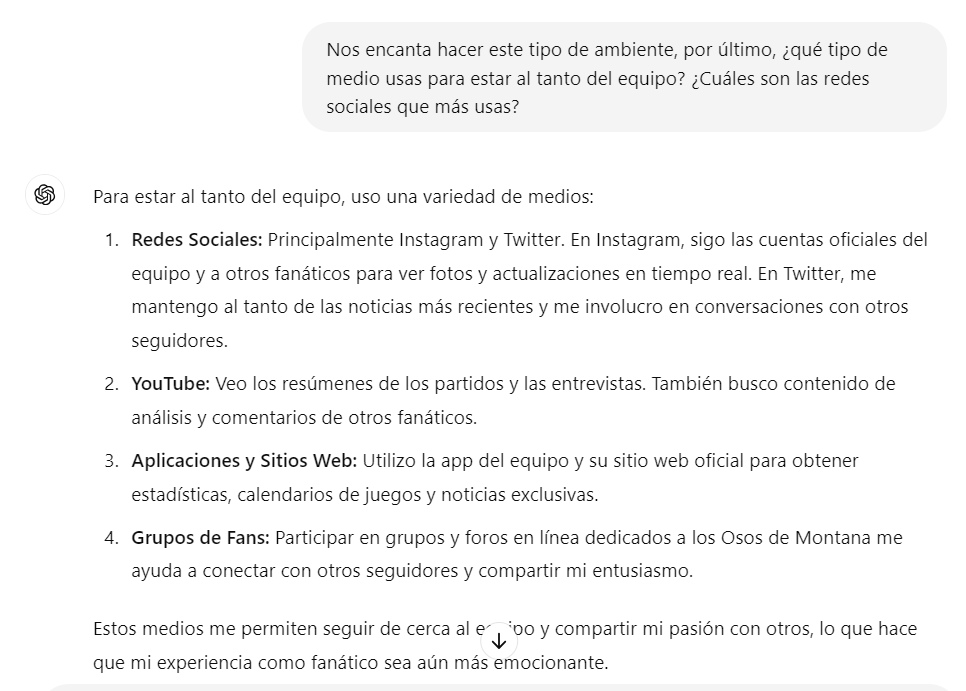 Nos encanta hacer este tipo de ambiente, por último, ¿qué tipo de
medio usas para estar al tanto del equipo? ¿Cuáles son las redes
sociales que más usas?
Para estar al tanto del equipo, uso una variedad de medios:
1. Redes Sociales: Principalmente Instagram y Twitter. En Instagram, sigo las cuentas oficiales del
equipo y a otros fanáticos para ver fotos y actualizaciones en tiempo real. En Twitter, me
mantengo al tanto de las noticias más recientes y me involucro en conversaciones con otros
seguidores.
2. YouTube: Veo los resúmenes de los partidos y las entrevistas. También busco contenido de
análisis y comentarios de otros fanáticos.
3. Aplicaciones y Sitios Web: Utilizo la app del equipo y su sitio web oficial para obtener
estadísticas, calendarios de juegos y noticias exclusivas.
4. Grupos de Fans: Participar en grupos y foros en línea dedicados a los Osos de Montana me
ayuda a conectar con otros seguidores y compartir mi entusiasmo.
Estos medios me permiten seguir de cerca al equipo y compartir mi pasión con otros, lo que hace
que mi experiencia como fanático sea aún más emocionante.